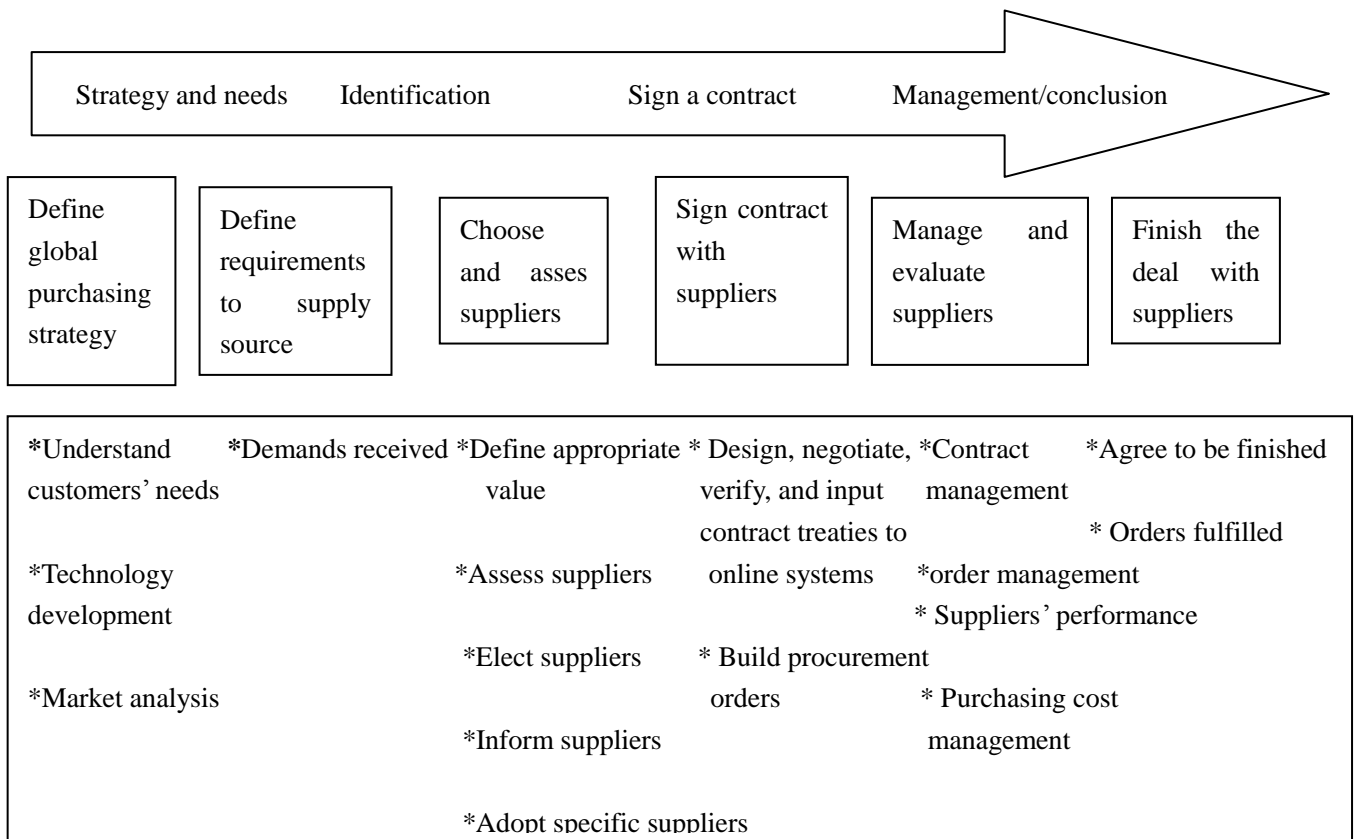 Strategy and needs Identification Sign a contract Management/conclusion
Define
global
purchasing
strategy
Define
requirements
to supply
source
Choose
and asses
suppliers
Sign contract
with
suppliers
Manage and
evaluate
suppliers
Finish the
deal with
suppliers
*Understand
customers’ needs
*Technology
development
*Market analysis
*Demands received
*Define appropriate
value
*Assess suppliers
*Elect suppliers
*Inform suppliers
*Adopt specific suppliers
* Design, negotiate,
verify, and input
contract treaties to
online systems
* Build procurement
orders
*Contract
management
*order management
* Suppliers’ performance
* Purchasing cost
management
*Agree to be finished
* Orders fulfilled